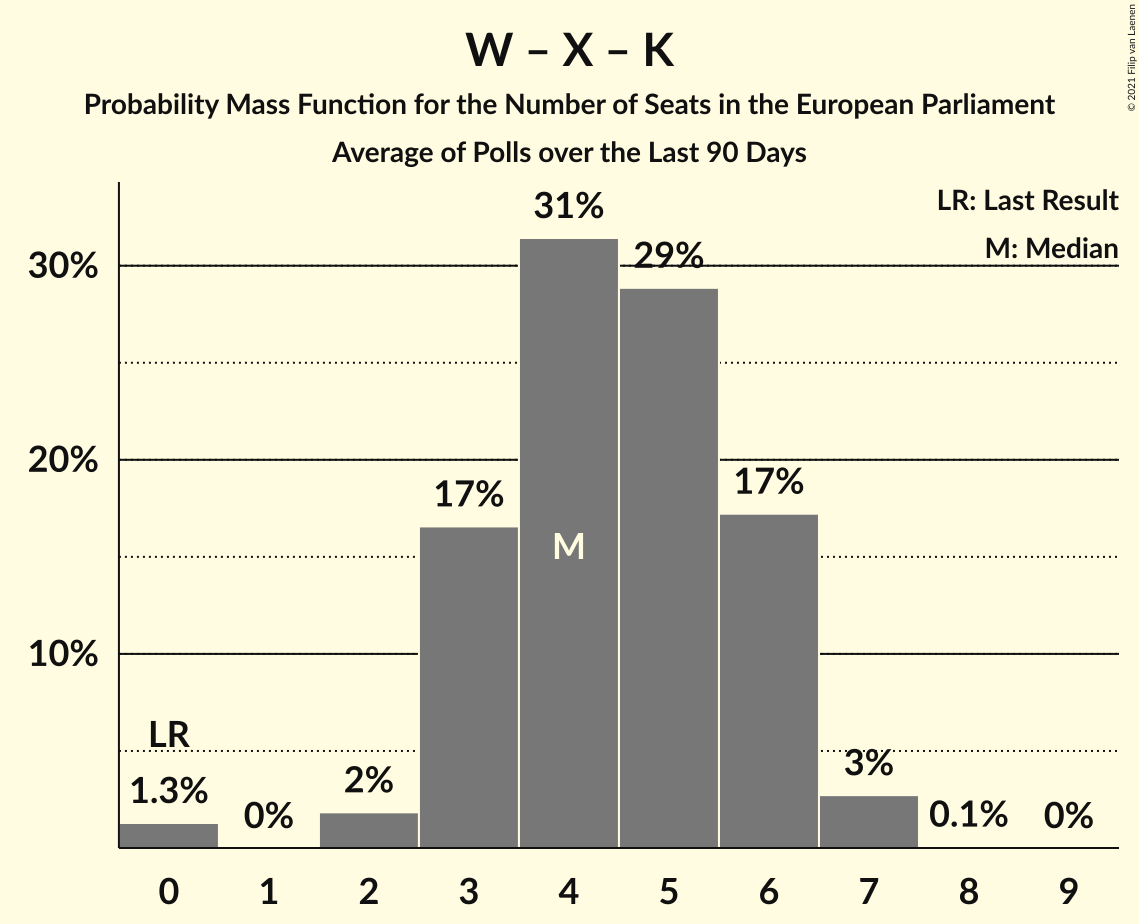 W – X – K
Probability Mass Function for the Number of Seats in the European Parliament
Average of Polls over the Last 90 Days
© 2021 Filip van Laenen
LR: Last Result
M: Median
30%
20%
10%
LR
1.3%
0%
2%
17%
31%
M
29%
17%
3%
0.1%
0%
0 1 2 3 4 5 6 7 8 9